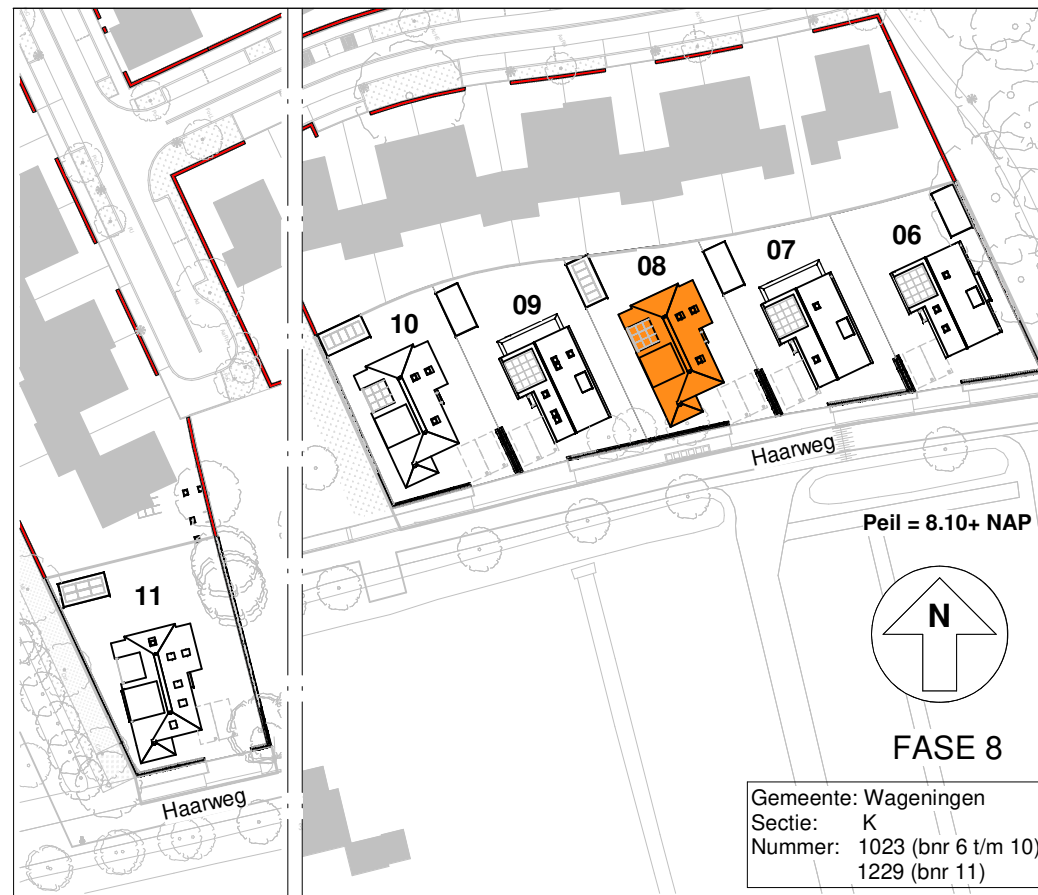 06
07
08
09
10
Haarweg
Peil = 8.10+ NAP
N
11
FASE 8
Haarweg
Gemeente: Wageningen
Sectie: K
Nummer: 1023 (bnr 6 t/m 10)
1229 (bnr 11)